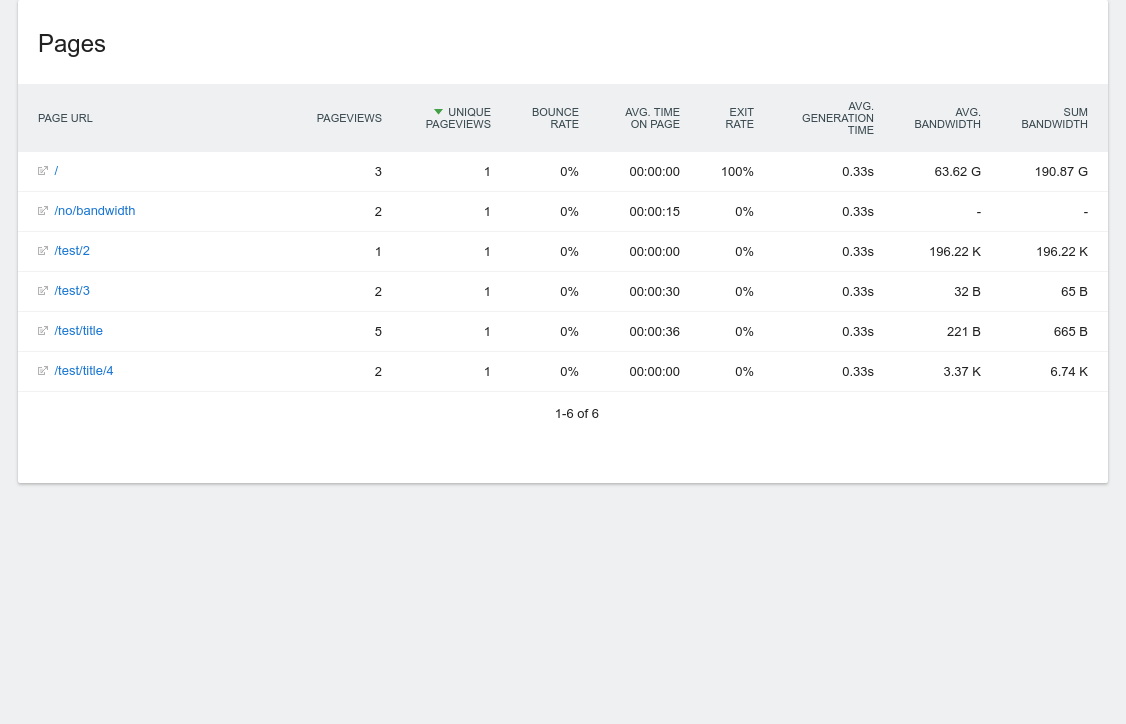 Pages
PAGE URL PAGEVIEWS UNIQUE PAGEVIEWS BOUNCE RATE AVG. TIME ON PAGE EXIT RATE AVG. GENERATION TIME AVG. BANDWIDTH SUM BANDWIDTH
/ 3 1 0% 00:00:00 100% 0.33s 63.62 G 190.87 G
/no/bandwidth 2 1 0% 00:00:15 0% 0.33s - -
/test/2 1 1 0% 00:00:00 0% 0.33s 196.22 K 196.22 K
/test/3 2 1 0% 00:00:30 0% 0.33s 32 B 65 B
/test/title 5 1 0% 00:00:36 0% 0.33s 221 B 665 B
/test/title/4 2 1 0% 00:00:00 0% 0.33s 3.37 K 6.74 K
1-6 of 6